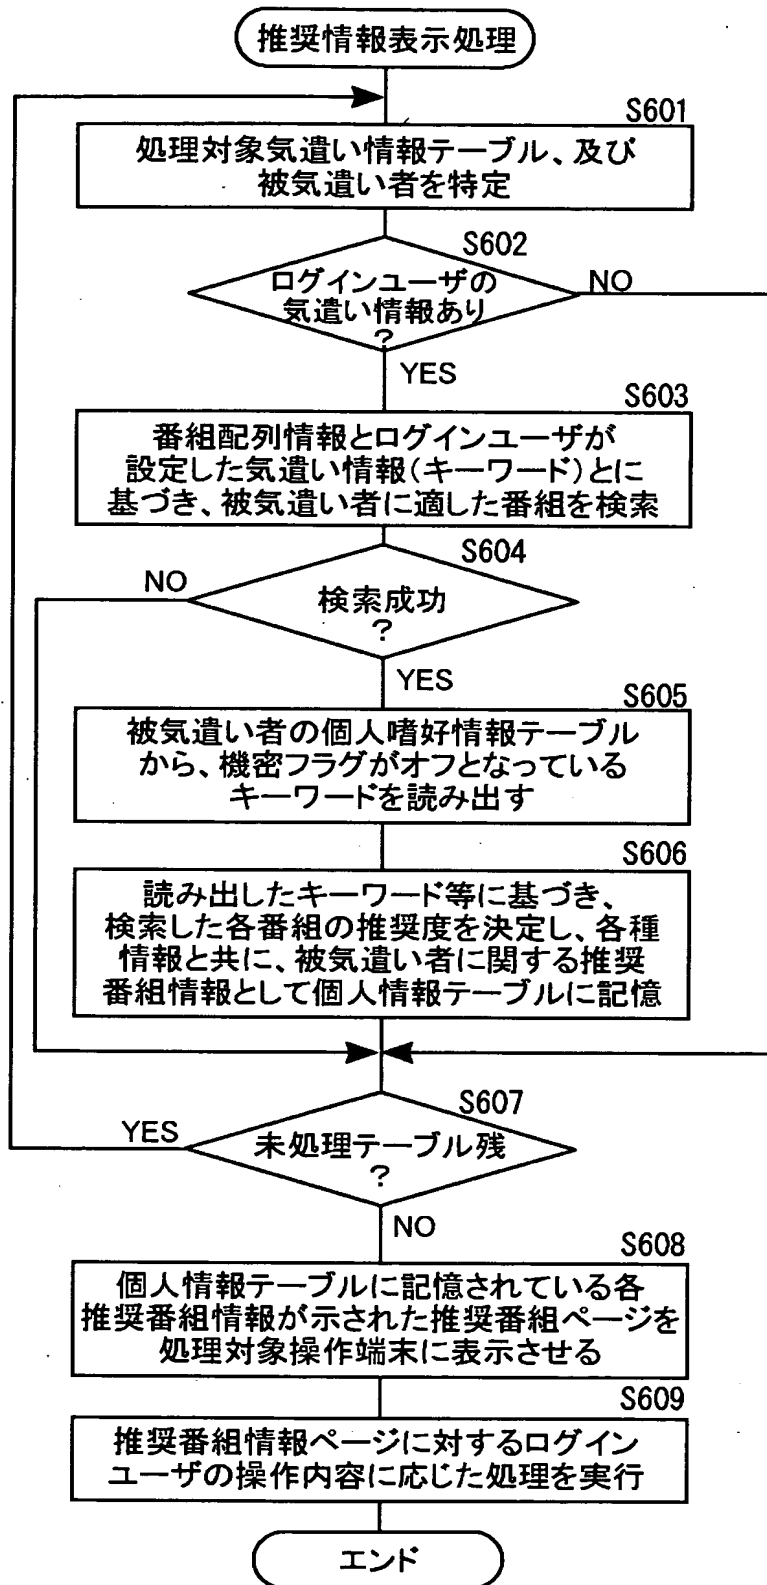 推奨情報表示処理
S601
処理対象気遣い情報テーブル、及び
被気遣い者を特定
S602
ログインユーザの
気遣い情報あり
?
NO
YES
S603
番組配列情報とログインユーザが
設定した気遣い情報(キーワード)とに
基づき、被気遣い者に適した番組を検索
S604
NO
検索成功
?
YES
S605
被気遣い者の個人嗜好情報テーブル
から、機密フラグがオフとなっている
キーワードを読み出す
S606
読み出したキーワード等に基づき、
検索した各番組の推奨度を決定し、各種
情報と共に、被気遣い者に関する推奨
番組情報として個人情報テーブルに記憶
S607
YES
未処理テーブル残
?
NO
S608
個人情報テーブルに記憶されている各
推奨番組情報が示された推奨番組ページを
処理対象操作端末に表示させる
S609
推奨番組情報ページに対するログイン
ユーザの操作内容に応じた処理を実行
エンド